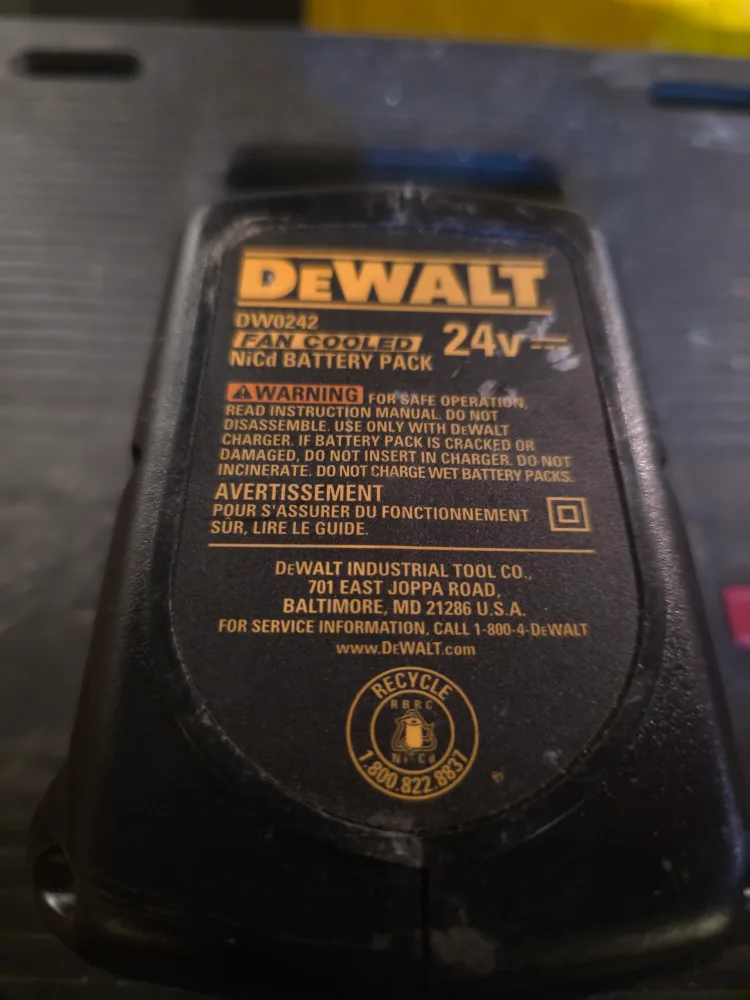 DEWALT
DW0242
FAN COOLED 24V
NiCd BATTERY PACK
WARNING FOR SAFE OPERATION,
READ INSTRUCTION MANUAL. DO NOT
DISASSEMBLE. USE ONLY WITH DEWALT
CHARGER. IF BATTERY PACK IS CRACKED OR
DAMAGED, DO NOT INSERT IN CHARGER. DO NOT
INCINERATE. DO NOT CHARGE WET BATTERY PACKS.
AVERTISSEMENT
POUR S'ASSURER DU FONCTIONNEMENT
SÛR, LIRE LE GUIDE.
DEWALT INDUSTRIAL TOOL CO.,
701 EAST JOPPA ROAD,
BALTIMORE, MD 21286 U.S.A.
FOR SERVICE INFORMATION, CALL 1-800-4-DEWALT
www.DEWALT.com
RECYCLE
RBRC
Ni-Cd
1.800.822.8837